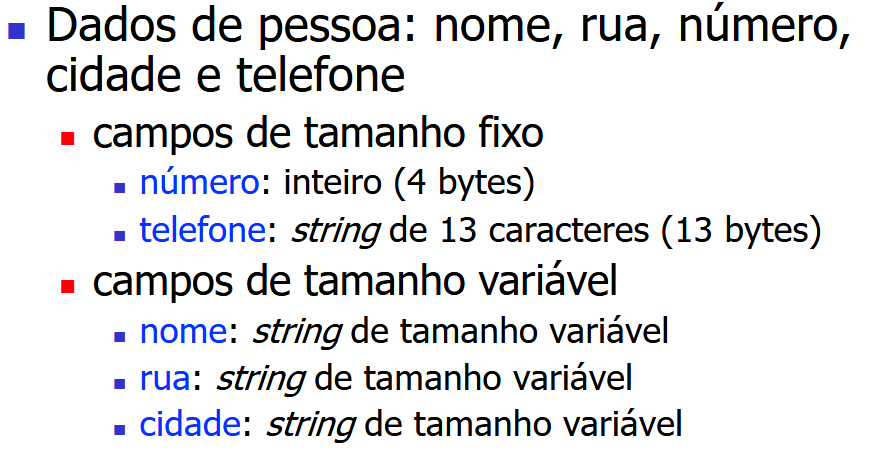 Dados de pessoa: nome, rua, número,
cidade e telefone
campos de tamanho fixo
número: inteiro (4 bytes)
telefone: string de 13 caracteres (13 bytes)
campos de tamanho variável
nome: string de tamanho variável
rua: string de tamanho variável
cidade: string de tamanho variável